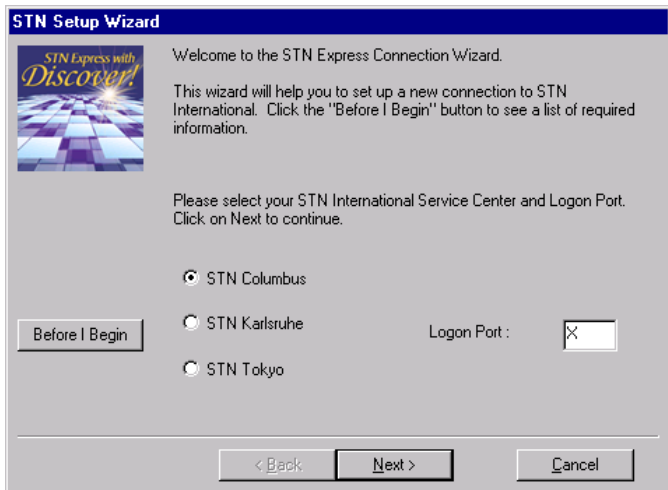 STN Setup Wizard
STN Express with
Discover!
Welcome to the STN Express Connection Wizard.
This wizard will help you to set up a new connection to STN
International. Click the "Before I Begin" button to see a list of required
information.
Please select your STN International Service Center and Logon Port.
Click on Next to continue.
STN Columbus
STN Karlsruhe
STN Tokyo
Before I Begin
Logon Port :
X
< Back
Next >
Cancel